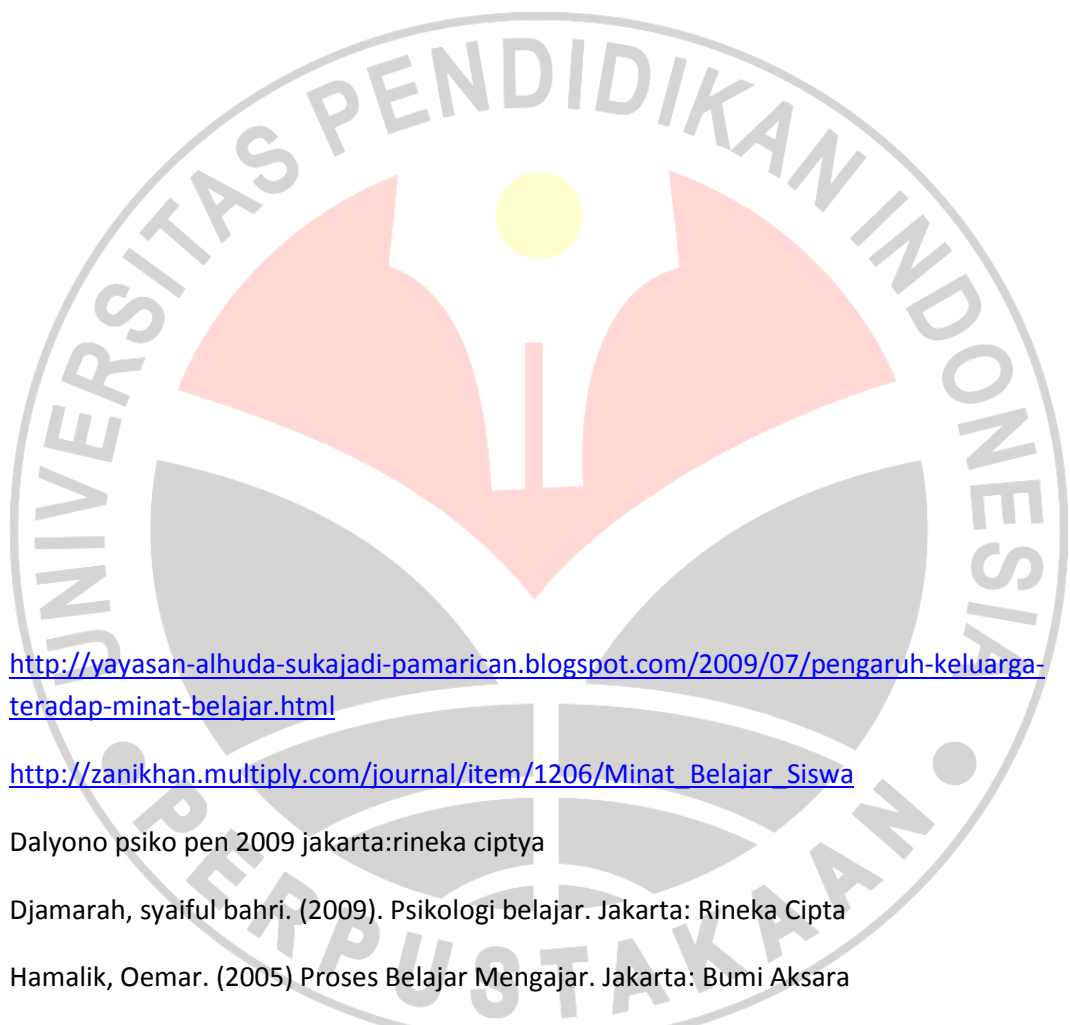 UNIVERSITAS PENDIDIKAN INDONESIA
PERPUSTAKAAN
http://yayasan-alhuda-sukajadi-pamarican.blogspot.com/2009/07/pengaruh-keluarga-
teradap-minat-belajar.html
http://zanikhan.multiply.com/journal/item/1206/Minat_Belajar_Siswa
Dalyono psiko pen 2009 jakarta:rineka ciptya
Djamarah, syaiful bahri. (2009). Psikologi belajar. Jakarta: Rineka Cipta
Hamalik, Oemar. (2005) Proses Belajar Mengajar. Jakarta: Bumi Aksara